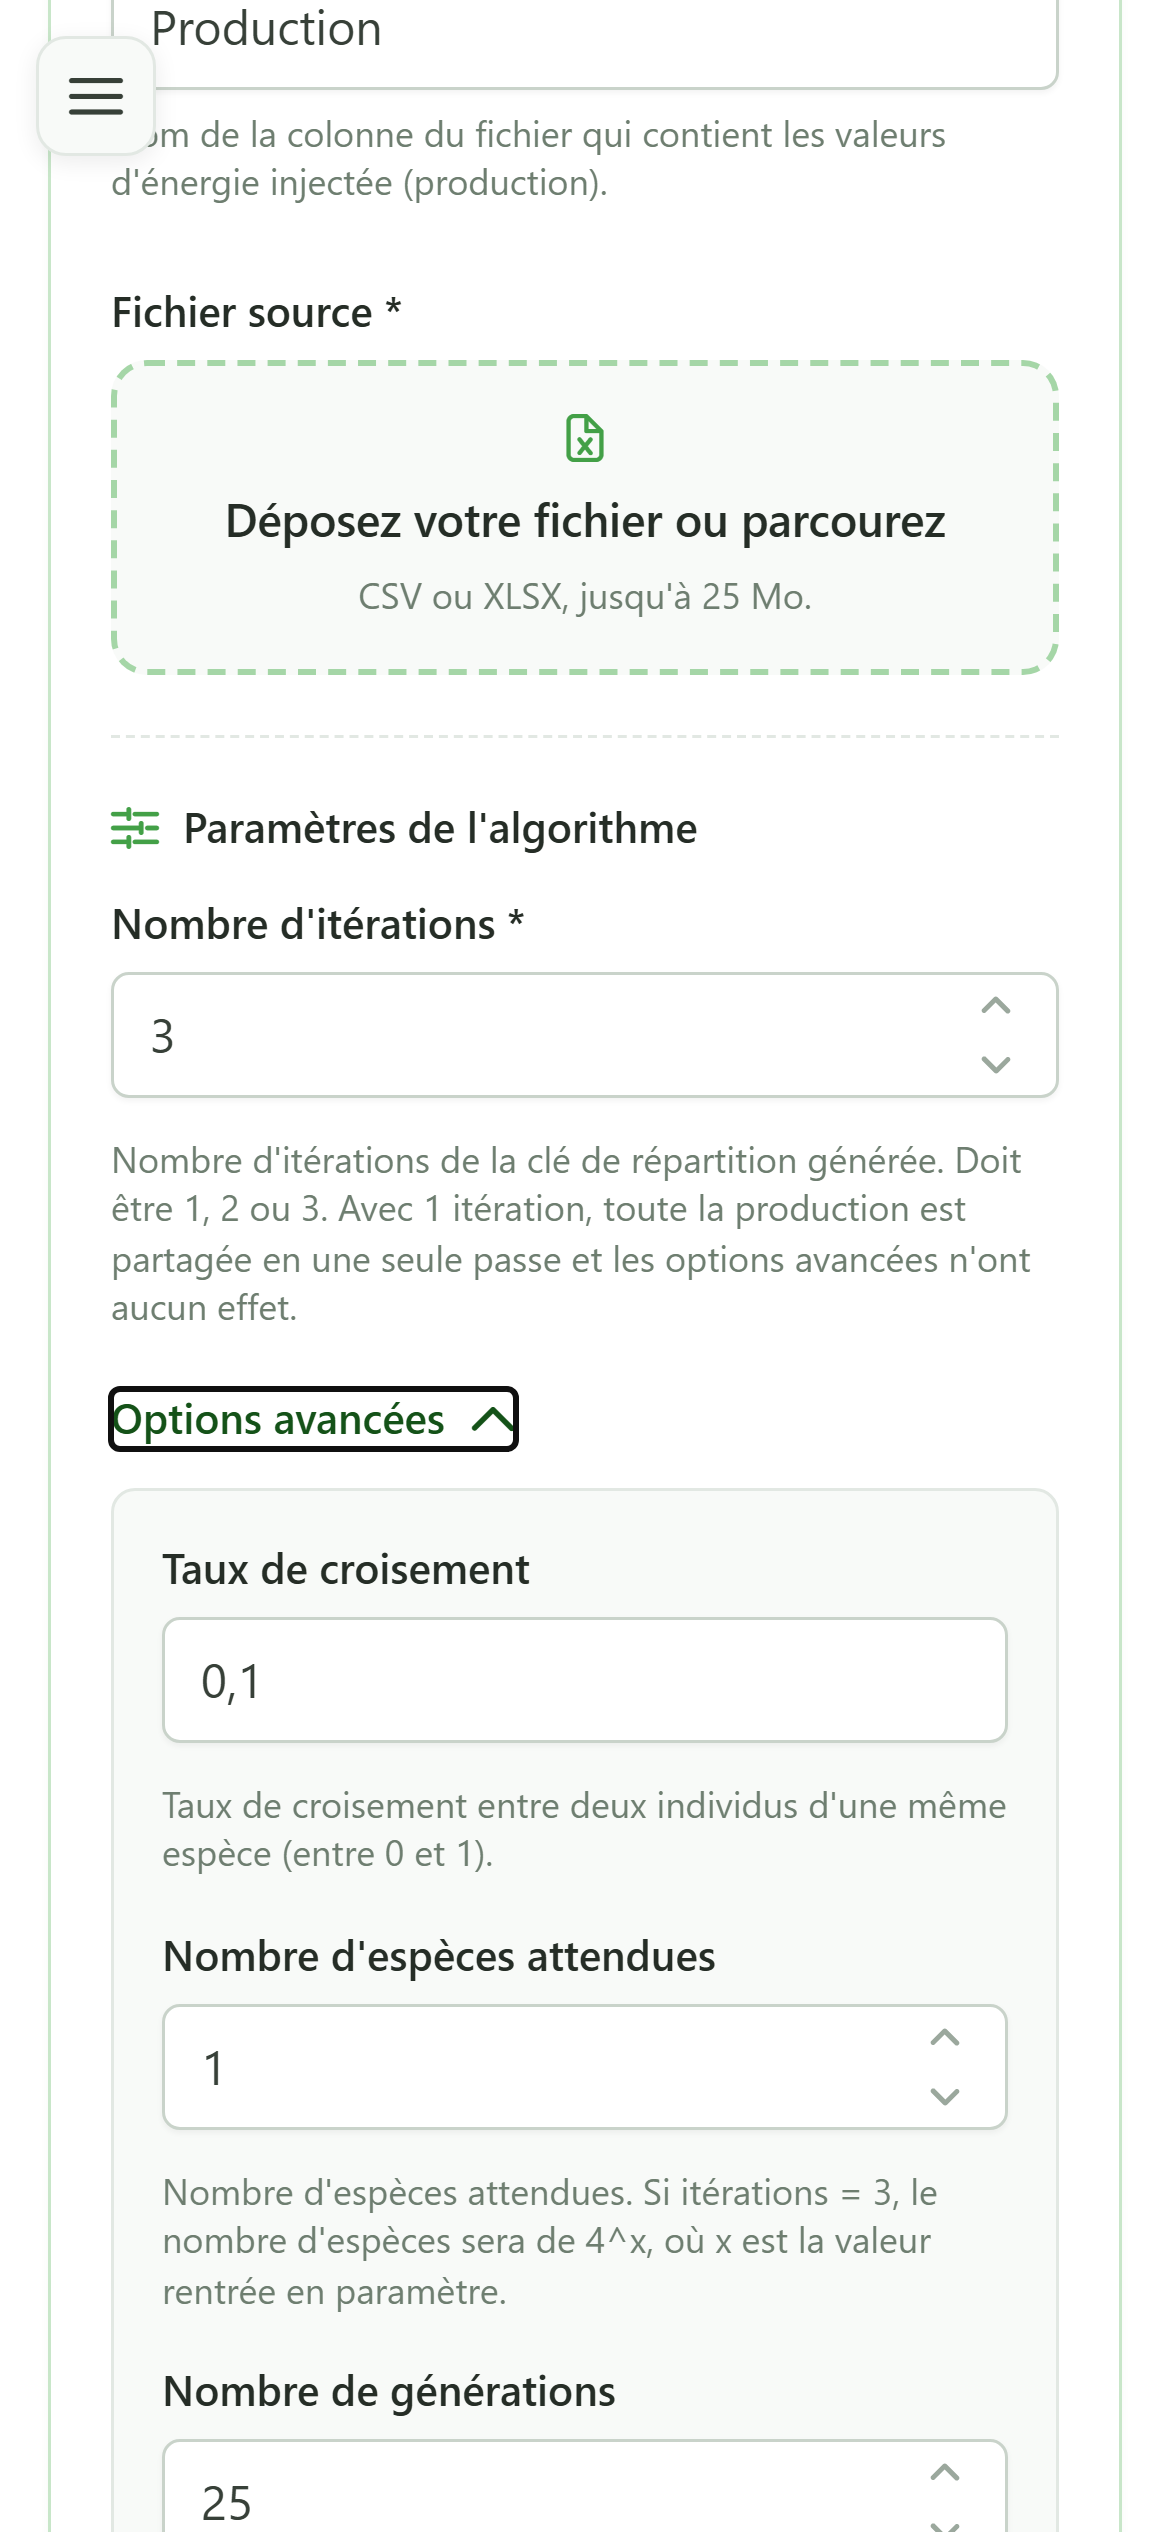 Production
de la colonne du fichier qui contient les valeurs
d'énergie injectée (production).
Fichier source *
Déposez votre fichier ou parcourez
CSV ou XLSX, jusqu'à 25 Mo.
Paramètres de l'algorithme
Nombre d'itérations *
3
Nombre d'itérations de la clé de répartition générée. Doit
être 1, 2 ou 3. Avec 1 itération, toute la production est
partagée en une seule passe et les options avancées n'ont
aucun effet.
Options avancées
Taux de croisement
0,1
Taux de croisement entre deux individus d'une même
espèce (entre 0 et 1).
Nombre d'espèces attendues
1
Nombre d'espèces attendues. Si itérations = 3, le
nombre d'espèces sera de 4^x, où x est la valeur
rentrée en paramètre.
Nombre de générations
25